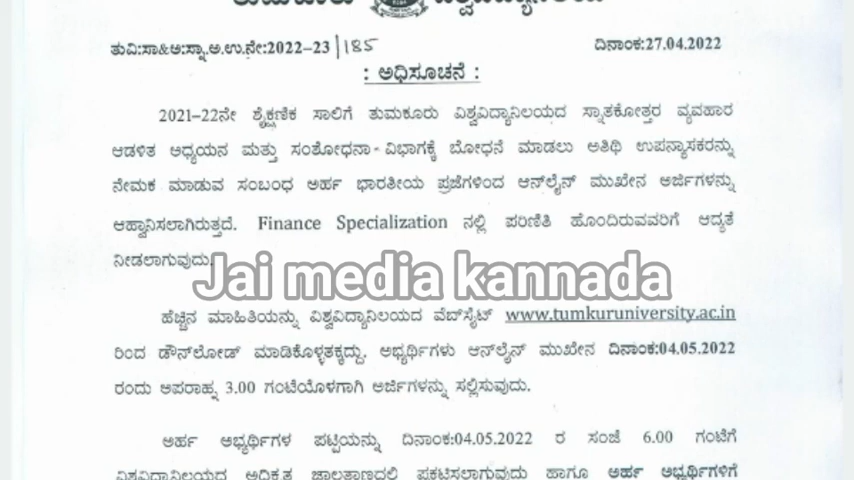 ತುಮಕೂರು ವಿಶ್ವವಿದ್ಯಾನಿಲಯ
ತುವಿ:ಸಾ&ಅ:ಸ್ನಾ.ಅ.ಉ.ನೇ:2022–23/185 ದಿನಾಂಕ:27.04.2022
: ಅಧಿಸೂಚನೆ :
2021–22ನೇ ಶೈಕ್ಷಣಿಕ ಸಾಲಿಗೆ ತುಮಕೂರು ವಿಶ್ವವಿದ್ಯಾನಿಲಯದ ಸ್ನಾತಕೋತ್ತರ ವ್ಯವಹಾರ
ಆಡಳಿತ ಅಧ್ಯಯನ ಮತ್ತು ಸಂಶೋಧನಾ - ವಿಭಾಗಕ್ಕೆ ಬೋಧನೆ ಮಾಡಲು ಅತಿಥಿ ಉಪನ್ಯಾಸಕರನ್ನು
ನೇಮಕ ಮಾಡುವ ಸಂಬಂಧ ಅರ್ಹ ಭಾರತೀಯ ಪ್ರಜೆಗಳಿಂದ ಆನ್‌ಲೈನ್ ಮುಖೇನ ಅರ್ಜಿಗಳನ್ನು
ಆಹ್ವಾನಿಸಲಾಗಿರುತ್ತದೆ. Finance Specialization ನಲ್ಲಿ ಪರಿಣಿತಿ ಹೊಂದಿರುವವರಿಗೆ ಆದ್ಯತೆ
ನೀಡಲಾಗುವುದು.
Jai media kannada
ಹೆಚ್ಚಿನ ಮಾಹಿತಿಯನ್ನು ವಿಶ್ವವಿದ್ಯಾನಿಲಯದ ವೆಬ್‌ಸೈಟ್ www.tumkuruniversity.ac.in
ರಿಂದ ಡೌನ್‌ಲೋಡ್ ಮಾಡಿಕೊಳ್ಳತಕ್ಕದ್ದು. ಅಭ್ಯರ್ಥಿಗಳು ಆನ್‌ಲೈನ್ ಮುಖೇನ ದಿನಾಂಕ:04.05.2022
ರಂದು ಅಪರಾಹ್ನ 3.00 ಗಂಟೆಯೊಳಗಾಗಿ ಅರ್ಜಿಗಳನ್ನು ಸಲ್ಲಿಸುವುದು.
ಅರ್ಹ ಅಭ್ಯರ್ಥಿಗಳ ಪಟ್ಟಿಯನ್ನು ದಿನಾಂಕ:04.05.2022 ರ ಸಂಜೆ 6.00 ಗಂಟೆಗೆ
ವಿಶ್ವವಿದ್ಯಾನಿಲಯದ ಅಧಿಕೃತ ಜಾಲತಾಣದಲ್ಲಿ ಪ್ರಕಟಿಸಲಾಗುವುದು ಹಾಗೂ ಅರ್ಹ ಅಭ್ಯರ್ಥಿಗಳಿಗೆ